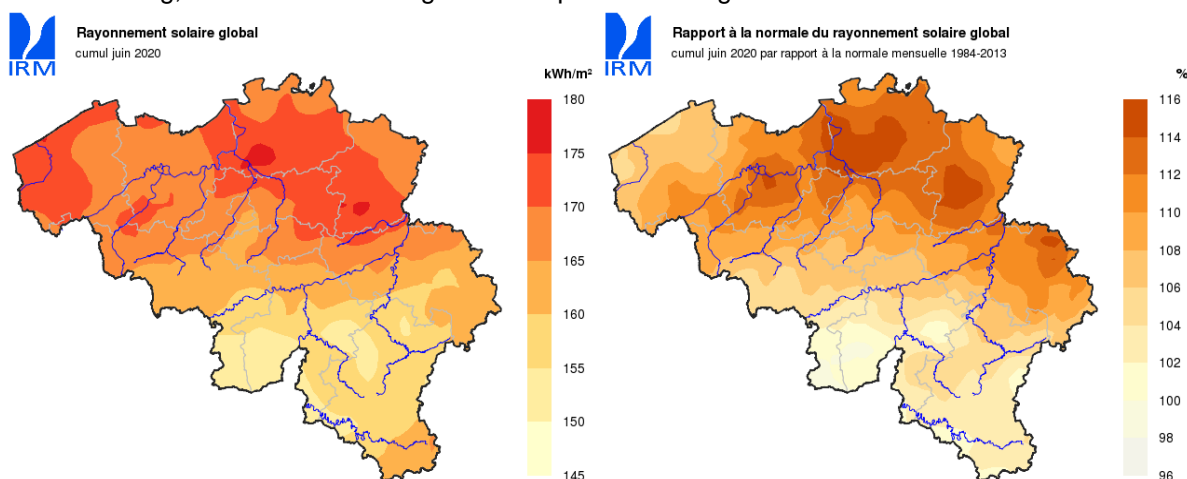 Rayonnement solaire global
cumul juin 2020
IRM
kWh/m²
180
175
170
165
160
155
150
145
Rapport à la normale du rayonnement solaire global
cumul juin 2020 par rapport à la normale mensuelle 1984-2013
IRM
%
116
114
112
110
108
106
104
102
100
98
96